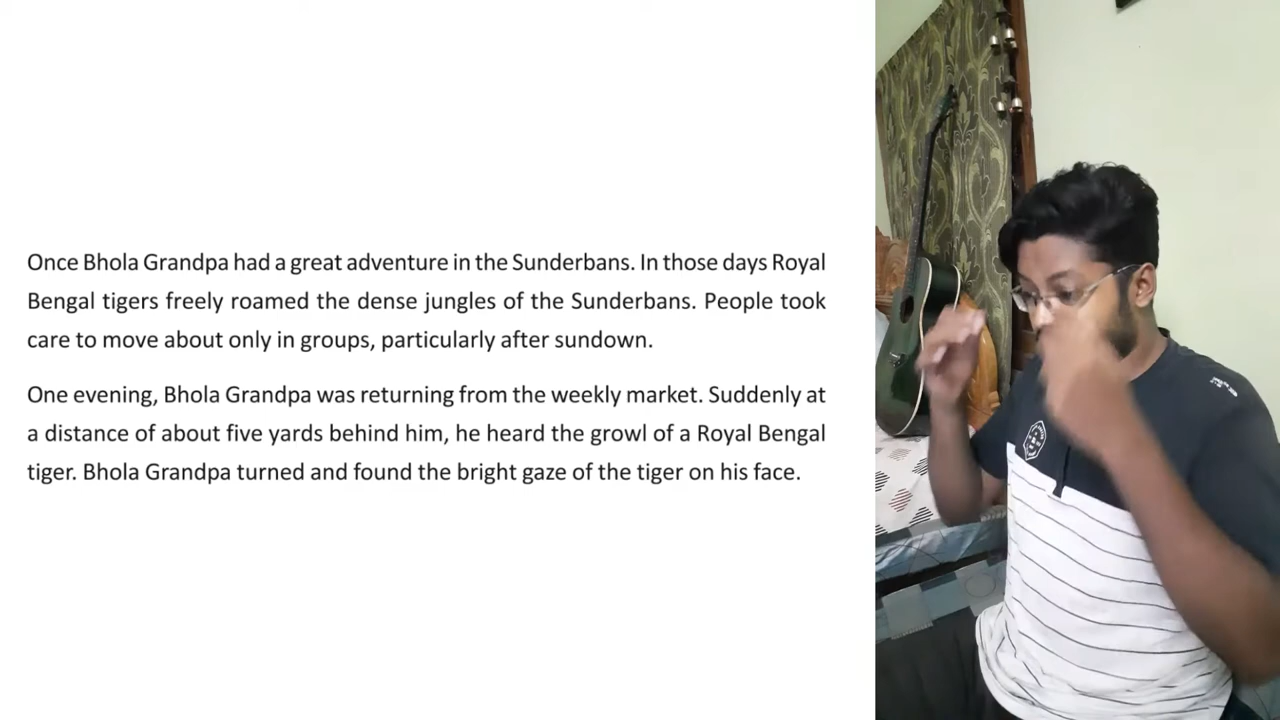 Once Bhola Grandpa had a great adventure in the Sunderbans. In those days Royal
Bengal tigers freely roamed the dense jungles of the Sunderbans. People took
care to move about only in groups, particularly after sundown.
One evening, Bhola Grandpa was returning from the weekly market. Suddenly at
a distance of about five yards behind him, he heard the growl of a Royal Bengal
tiger. Bhola Grandpa turned and found the bright gaze of the tiger on his face.